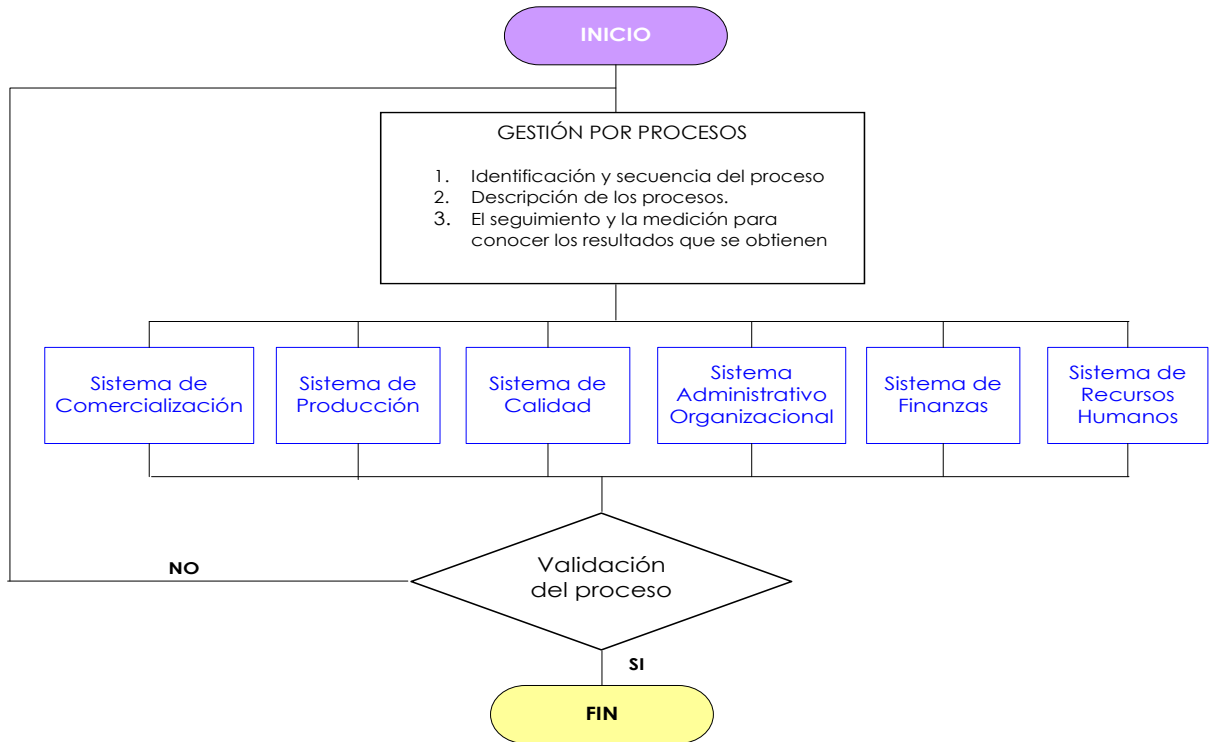 INICIO
GESTIÓN POR PROCESOS
1. Identificación y secuencia del proceso
2. Descripción de los procesos.
3. El seguimiento y la medición para
conocer los resultados que se obtienen
Sistema de
Comercialización
Sistema de
Producción
Sistema de
Calidad
Sistema
Administrativo
Organizacional
Sistema de
Finanzas
Sistema de
Recursos
Humanos
Validación
del proceso
NO
SI
FIN